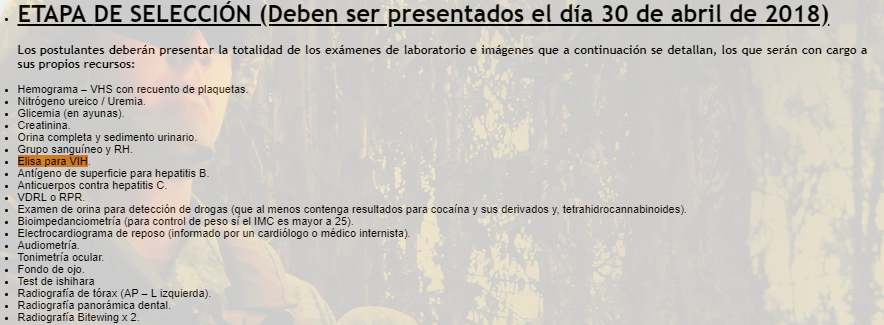 ETAPA DE SELECCIÓN (Deben ser presentados el día 30 de abril de 2018)
Los postulantes deberán presentar la totalidad de los exámenes de laboratorio e imágenes que a continuación se detallan, los que serán con cargo a
sus propios recursos:
Hemograma – VHS con recuento de plaquetas.
Nitrógeno ureico / Uremia.
Glicemia (en ayunas).
Creatinina.
Orina completa y sedimento urinario.
Grupo sanguíneo y RH.
Elisa para VIH.
Antígeno de superficie para hepatitis B.
Anticuerpos contra hepatitis C.
VDRL o RPR.
Examen de orina para detección de drogas (que al menos contenga resultados para cocaína y sus derivados y, tetrahidrocannabinoides).
Bioimpedanciometría (para control de peso sí el IMC es mayor a 25).
Electrocardiograma de reposo (informado por un cardiólogo o médico internista).
Audiometría.
Tonimetría ocular.
Fondo de ojo.
Test de ishihara
Radiografía de tórax (AP – L izquierda).
Radiografía panorámica dental.
Radiografía Bitewing x 2.